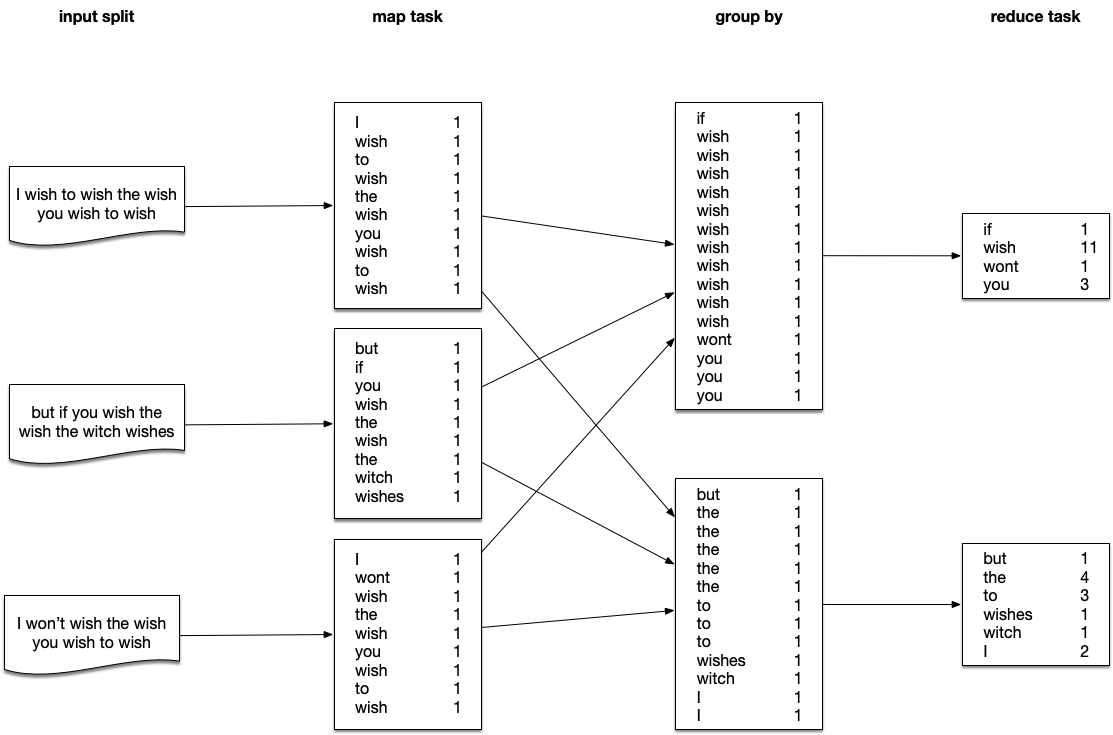 input split
map task
group by
reduce task
I wish to wish the wish
you wish to wish
but if you wish the
wish the witch wishes
I won't wish the wish
you wish to wish
I 1
wish 1
to 1
wish 1
the 1
wish 1
you 1
wish 1
to 1
wish 1
but 1
if 1
you 1
wish 1
the 1
wish 1
the 1
witch 1
wishes 1
I 1
wont 1
wish 1
the 1
wish 1
you 1
wish 1
to 1
wish 1
if 1
wish 1
wish 1
wish 1
wish 1
wish 1
wish 1
wish 1
wish 1
wish 1
wish 1
wish 1
wont 1
you 1
you 1
you 1
but 1
the 1
the 1
the 1
the 1
the 1
to 1
to 1
to 1
wishes 1
witch 1
I 1
I 1
if 1
wish 11
wont 1
you 3
but 1
the 4
to 3
wishes 1
witch 1
I 2